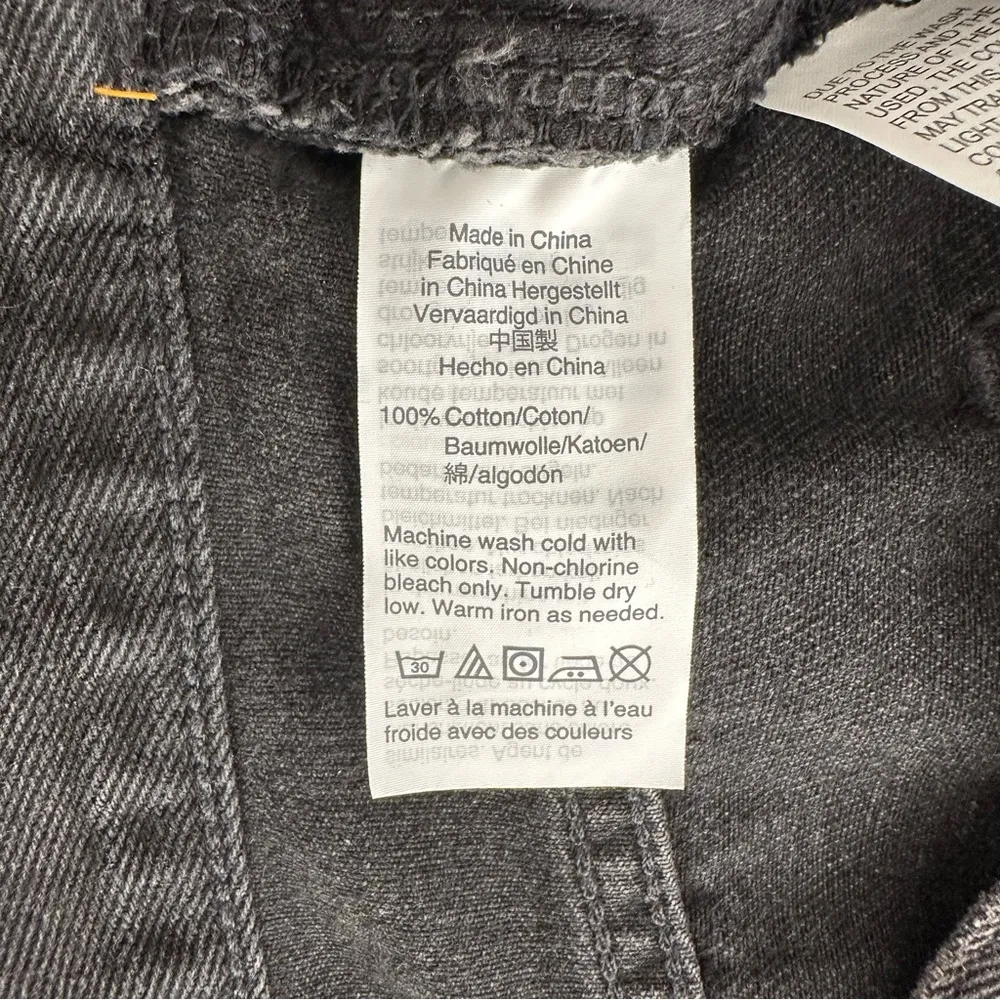 Made in China
Fabriqué en Chine
in China Hergestellt
Vervaardigd in China
中国製
Hecho en China
100% Cotton/Coton/
Baumwolle/Katoen/
綿/algodón
Machine wash cold with
like colors. Non-chlorine
bleach only. Tumble dry
low. Warm iron as needed.
30
Laver à la machine à l'eau
froide avec des couleurs
DUE TO THE WASH
PROCESS AND THE
NATURE OF THE
USED, THE CO
FROM THIS
MAY TRA
LIGHT
CO